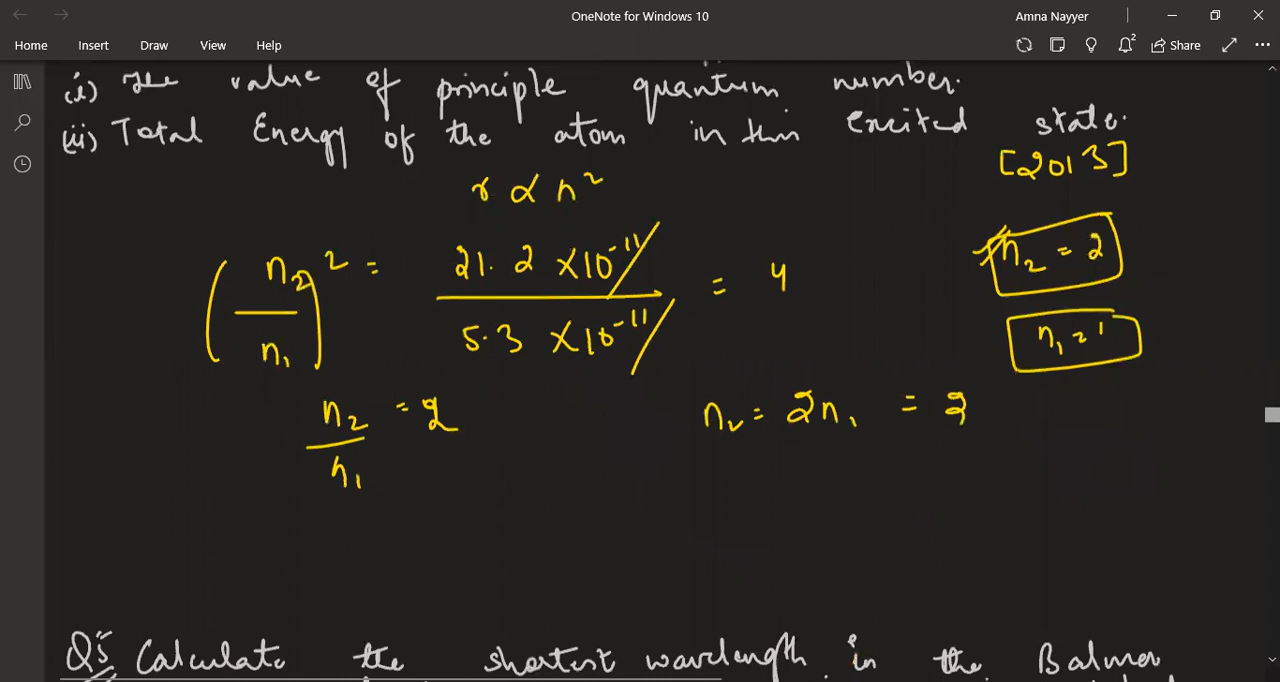 OneNote for Windows 10
Amna Nayyer
Home Insert Draw View Help
Share
(i) The value of principle quantum number.
(ii) Total Energy of the atom in this excited state.
[2013]
r ∝ n²
(n₂/n₁)² = 21.2 ×10⁻¹¹ / 5.3 ×10⁻¹¹ = 4
n₂ = 2
n₁ = 1
n₂/n₁ = 2
n₂ = 2n₁ = 2
Q5 Calculate the shortest wavelength in the Balmer